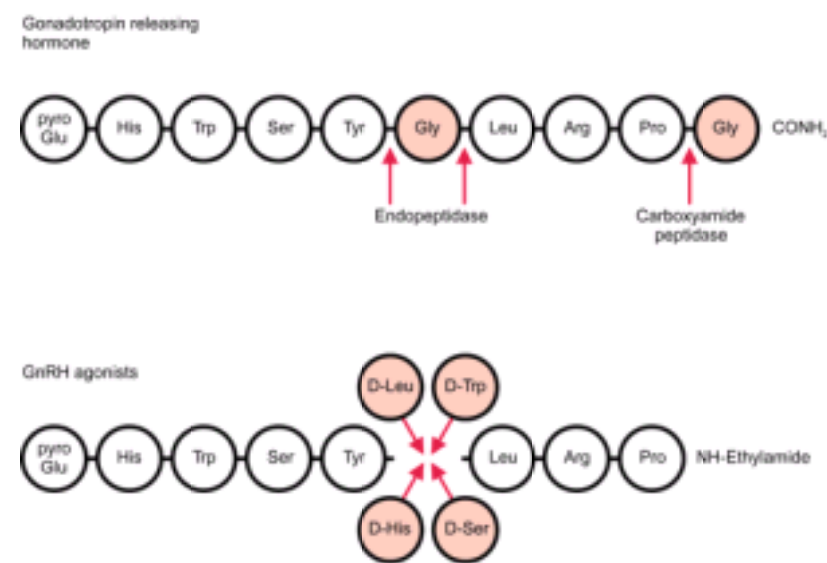 Gonadotropin releasing
hormone
pyro
Glu
His
Trp
Ser
Tyr
Gly
Leu
Arg
Pro
Gly
CONH₂
Endopeptidase
Carboxyamide
peptidase
GnRH agonists
D-Leu
D-Trp
pyro
Glu
His
Trp
Ser
Tyr
Leu
Arg
Pro
NH-Ethylamide
D-His
D-Ser